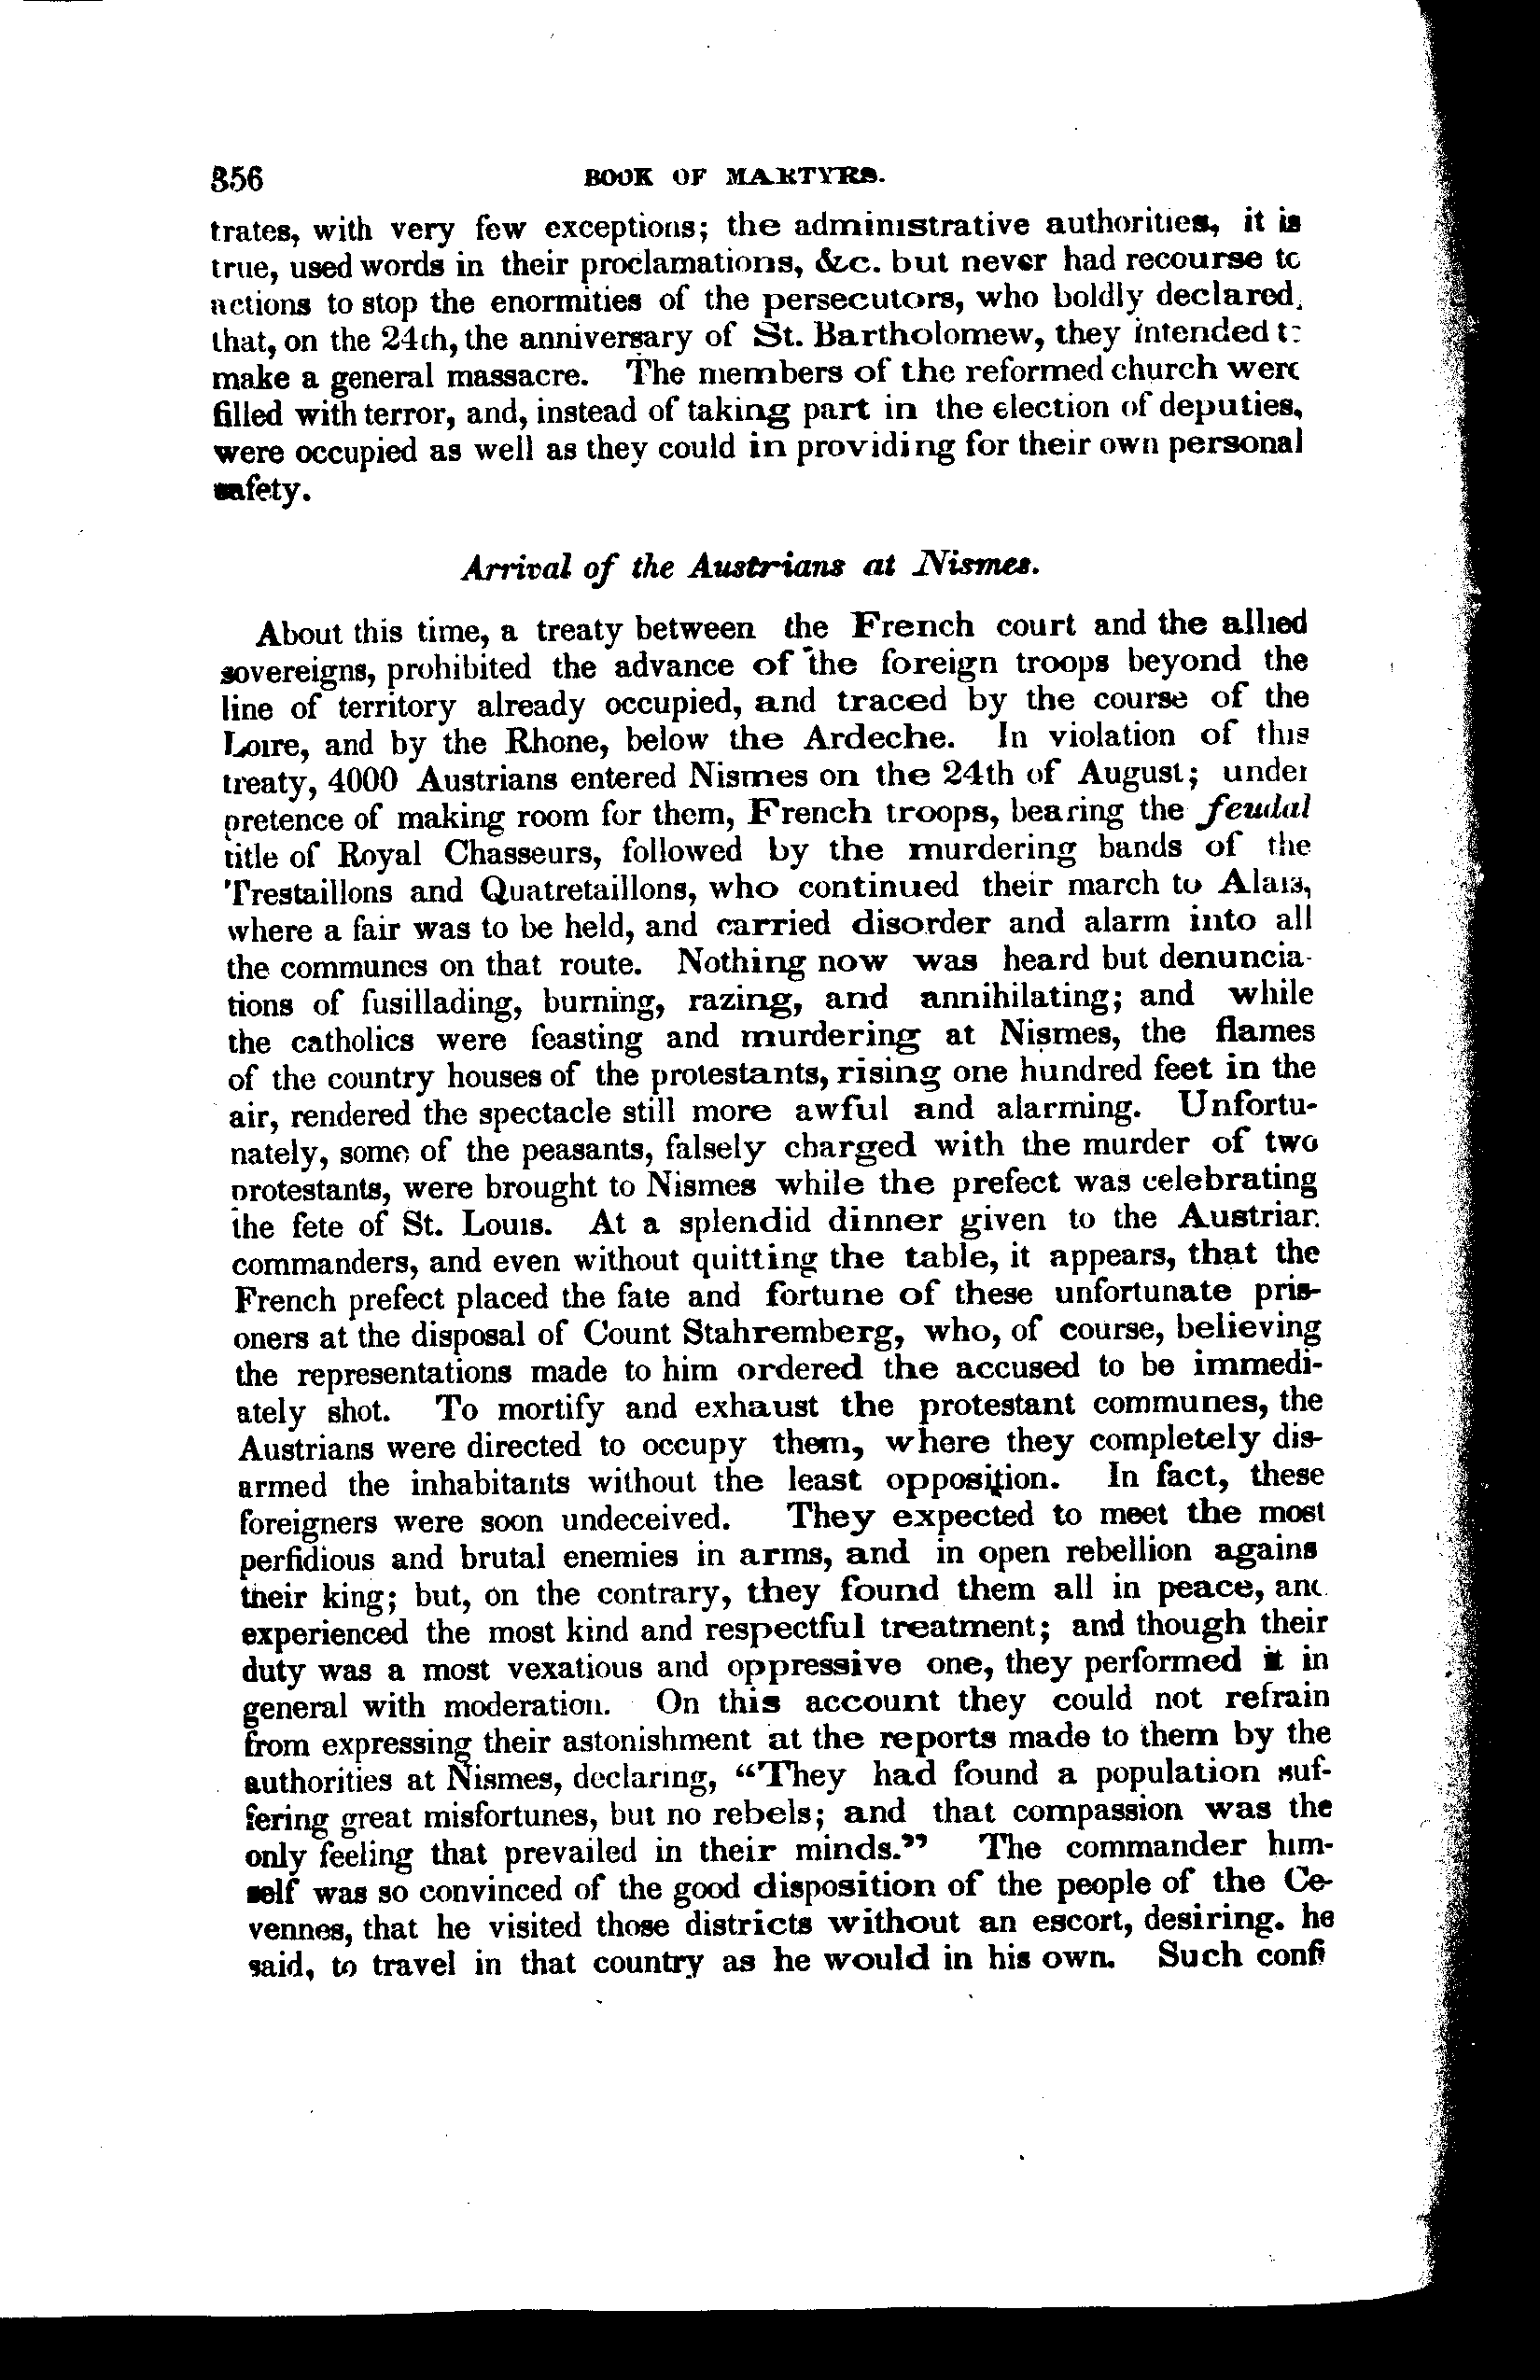 356 BOOK OF MARTYRS.
trates, with very few exceptions; the administrative authorities, it is
true, used words in their proclamations, &c. but never had recourse to
actions to stop the enormities of the persecutors, who boldly declared,
that, on the 24th, the anniversary of St. Bartholomew, they intended t:
make a general massacre. The members of the reformed church were
filled with terror, and, instead of taking part in the election of deputies,
were occupied as well as they could in providing for their own personal
safety.
Arrival of the Austrians at Nismes.
About this time, a treaty between the French court and the allied
sovereigns, prohibited the advance of the foreign troops beyond the
line of territory already occupied, and traced by the course of the
Loire, and by the Rhone, below the Ardeche. In violation of this
treaty, 4000 Austrians entered Nismes on the 24th of August; under
pretence of making room for them, French troops, bearing the feudal
title of Royal Chasseurs, followed by the murdering bands of the
Trestaillons and Quatretaillons, who continued their march to Alais,
where a fair was to be held, and carried disorder and alarm into all
the communes on that route. Nothing now was heard but denuncia-
tions of fusillading, burning, razing, and annihilating; and while
the catholics were feasting and murdering at Nismes, the flames
of the country houses of the protestants, rising one hundred feet in the
air, rendered the spectacle still more awful and alarming. Unfortu-
nately, some of the peasants, falsely charged with the murder of two
protestants, were brought to Nismes while the prefect was celebrating
the fete of St. Louis. At a splendid dinner given to the Austrian
commanders, and even without quitting the table, it appears, that the
French prefect placed the fate and fortune of these unfortunate pris-
oners at the disposal of Count Stahremberg, who, of course, believing
the representations made to him ordered the accused to be immedi-
ately shot. To mortify and exhaust the protestant communes, the
Austrians were directed to occupy them, where they completely dis-
armed the inhabitants without the least opposition. In fact, these
foreigners were soon undeceived. They expected to meet the most
perfidious and brutal enemies in arms, and in open rebellion agains
their king; but, on the contrary, they found them all in peace, and
experienced the most kind and respectful treatment; and though their
duty was a most vexatious and oppressive one, they performed it in
general with moderation. On this account they could not refrain
from expressing their astonishment at the reports made to them by the
authorities at Nismes, declaring, "They had found a population suf-
fering great misfortunes, but no rebels; and that compassion was the
only feeling that prevailed in their minds." The commander him-
self was so convinced of the good disposition of the people of the Ce-
vennes, that he visited those districts without an escort, desiring. he
said, to travel in that country as he would in his own. Such confi